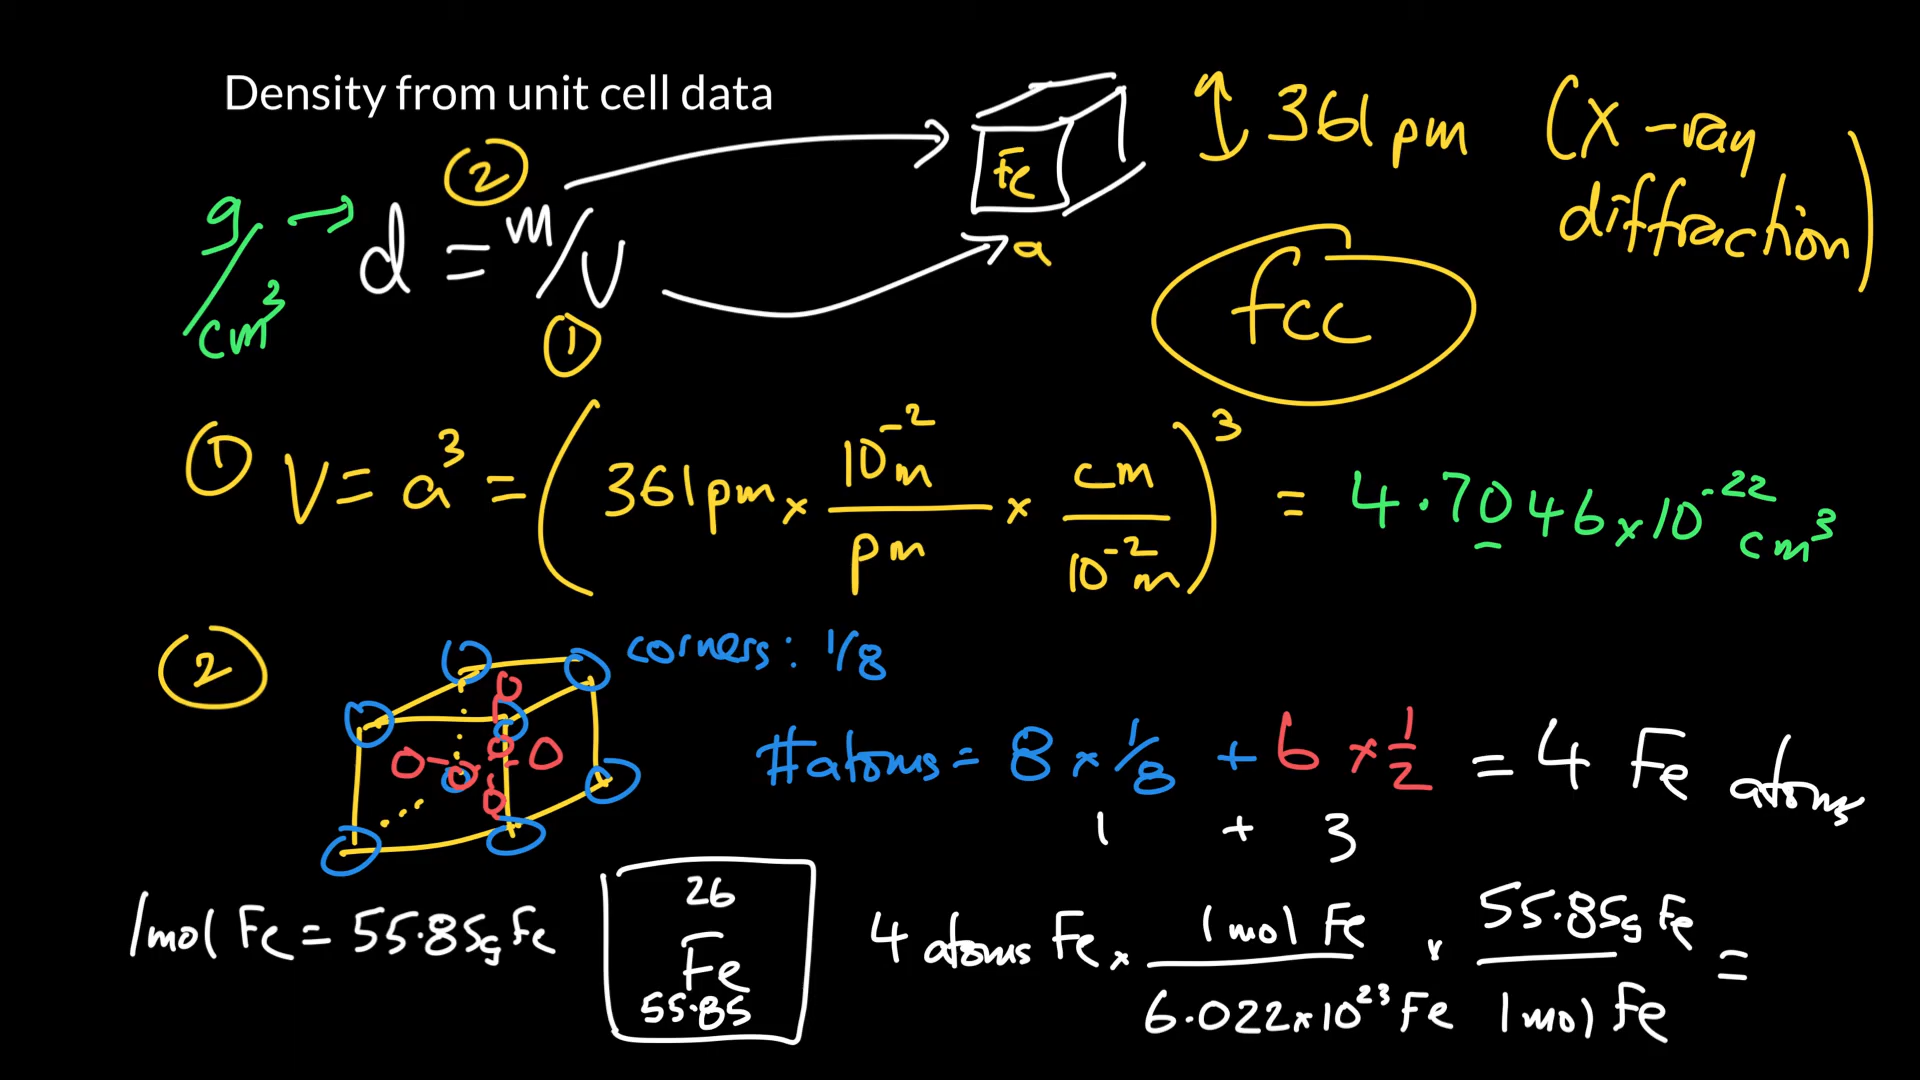 Density from unit cell data
361 pm (X-ray diffraction)
g/cm³ → d = m/V
②
①
Fe
a
fcc
① V = a³ = (361 pm × 10⁻² m / pm × cm / 10⁻² m)³ = 4.7046 × 10⁻²² cm³
②
corners: 1/8
#atoms = 8 × 1/8 + 6 × 1/2 = 4 Fe atoms
1 + 3
1 mol Fe = 55.85 g Fe
26
Fe
55.85
4 atoms Fe × 1 mol Fe / 6.022 × 10²³ Fe × 55.85 g Fe / 1 mol Fe =